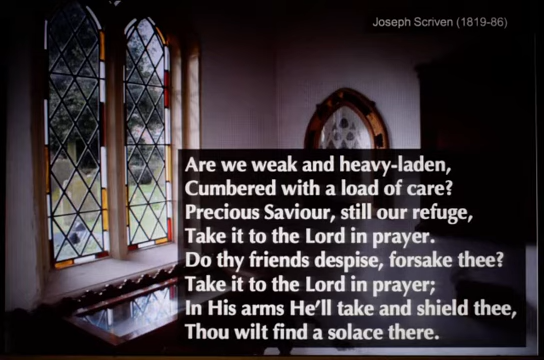 Joseph Scriven (1819-86)
Are we weak and heavy-laden,
Cumbered with a load of care?
Precious Saviour, still our refuge,
Take it to the Lord in prayer.
Do thy friends despise, forsake thee?
Take it to the Lord in prayer;
In His arms He'll take and shield thee,
Thou wilt find a solace there.